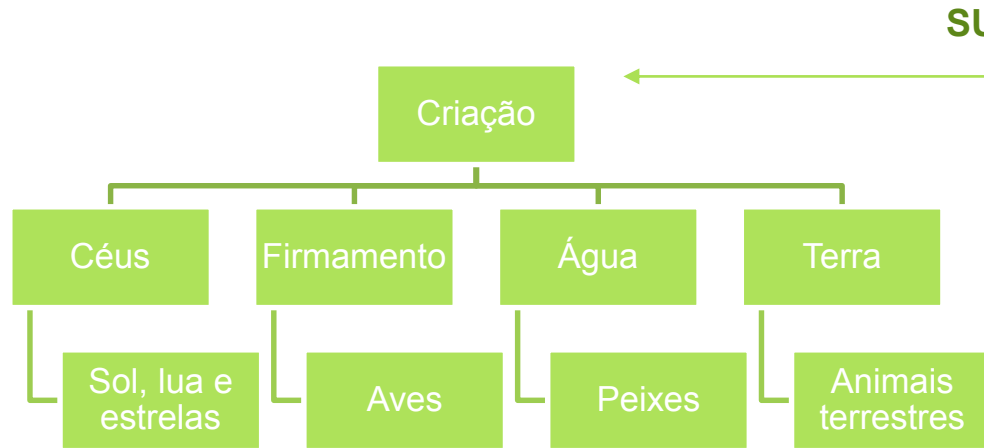 SU
Criação
Céus
Firmamento
Água
Terra
Sol, lua e
estrelas
Aves
Peixes
Animais
terrestres